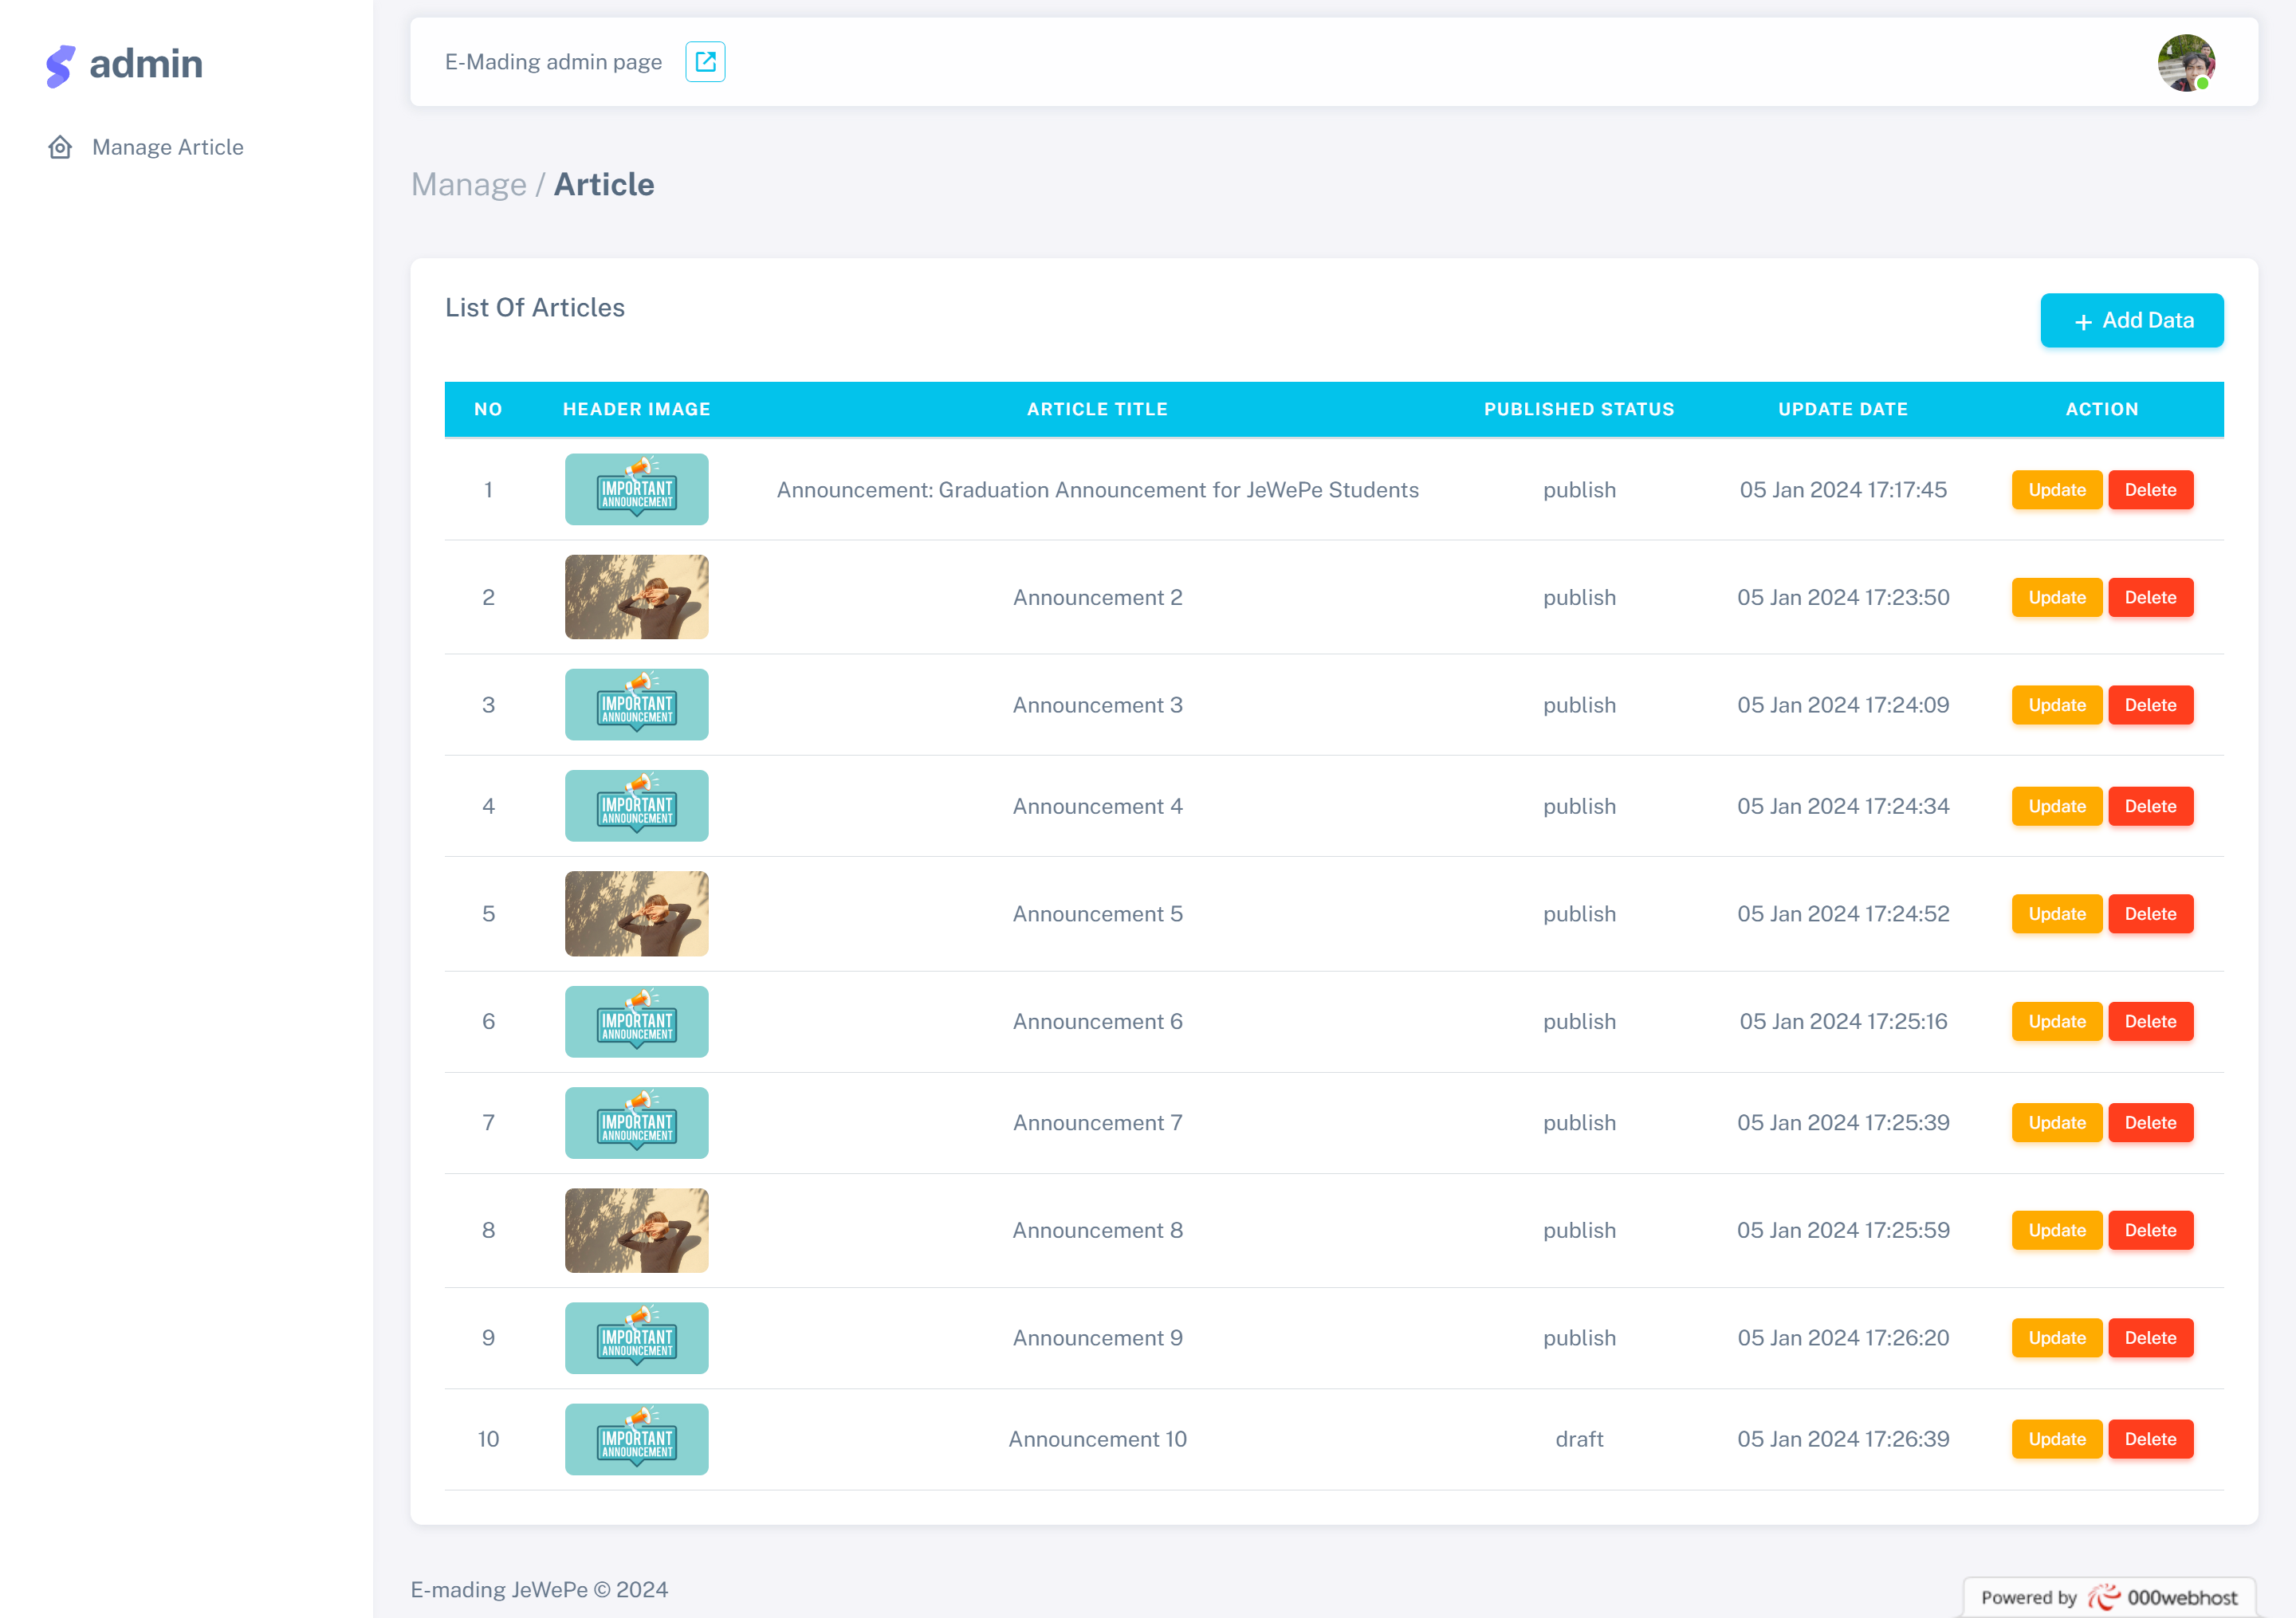 admin
Manage Article
E-Mading admin page
Manage / Article
List Of Articles
+ Add Data
NO HEADER IMAGE ARTICLE TITLE PUBLISHED STATUS UPDATE DATE ACTION
1 IMPORTANT ANNOUNCEMENT Announcement: Graduation Announcement for JeWePe Students publish 05 Jan 2024 17:17:45 Update Delete
2 Announcement 2 publish 05 Jan 2024 17:23:50 Update Delete
3 IMPORTANT ANNOUNCEMENT Announcement 3 publish 05 Jan 2024 17:24:09 Update Delete
4 IMPORTANT ANNOUNCEMENT Announcement 4 publish 05 Jan 2024 17:24:34 Update Delete
5 Announcement 5 publish 05 Jan 2024 17:24:52 Update Delete
6 IMPORTANT ANNOUNCEMENT Announcement 6 publish 05 Jan 2024 17:25:16 Update Delete
7 IMPORTANT ANNOUNCEMENT Announcement 7 publish 05 Jan 2024 17:25:39 Update Delete
8 Announcement 8 publish 05 Jan 2024 17:25:59 Update Delete
9 IMPORTANT ANNOUNCEMENT Announcement 9 publish 05 Jan 2024 17:26:20 Update Delete
10 IMPORTANT ANNOUNCEMENT Announcement 10 draft 05 Jan 2024 17:26:39 Update Delete
E-mading JeWePe © 2024
Powered by 000webhost